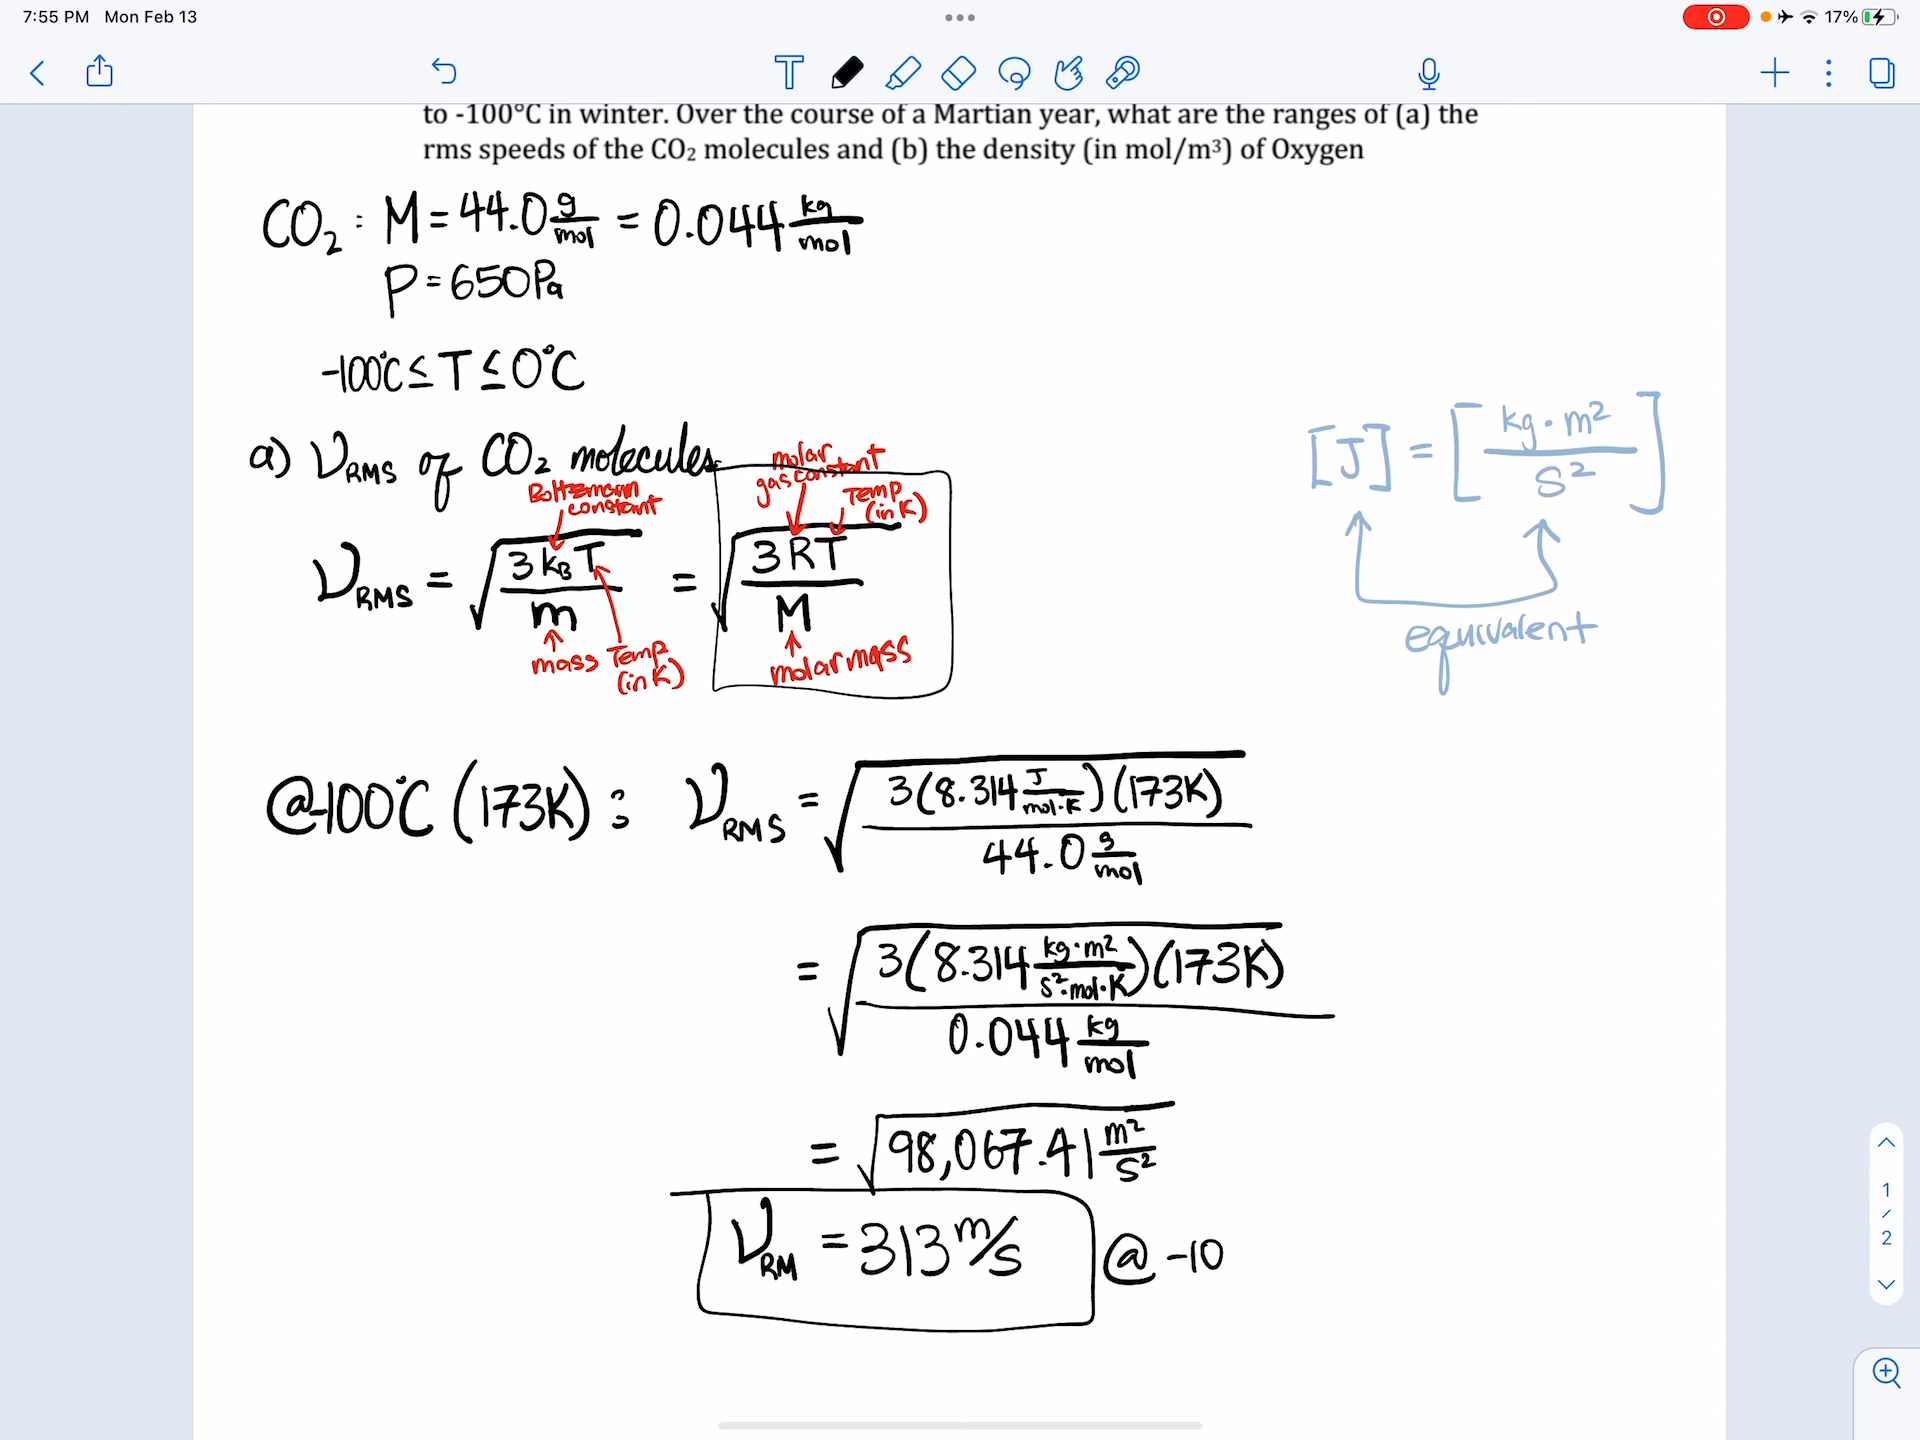 7:55 PM Mon Feb 13
17%
T
to -100°C in winter. Over the course of a Martian year, what are the ranges of (a) the
rms speeds of the CO₂ molecules and (b) the density (in mol/m³) of Oxygen
CO₂ : M = 44.0 g/mol = 0.044 kg/mol
P = 650 Pa
-100°C ≤ T ≤ 0°C
a) V_RMS of CO₂ molecules
Boltzmann constant
molar gas constant
Temp (in K)
V_RMS = √(3 k_B T / m) = √(3RT / M)
mass
Temp (in K)
molar mass
[J] = [kg · m² / s²]
equivalent
@-100°C (173K) : V_RMS = √(3(8.314 J/mol·K)(173K) / 44.0 g/mol)
= √(3(8.314 kg·m²/s²·mol·K)(173K) / 0.044 kg/mol)
= √(98,067.41 m²/s²)
V_RM = 313 m/s @ -10
1
/
2